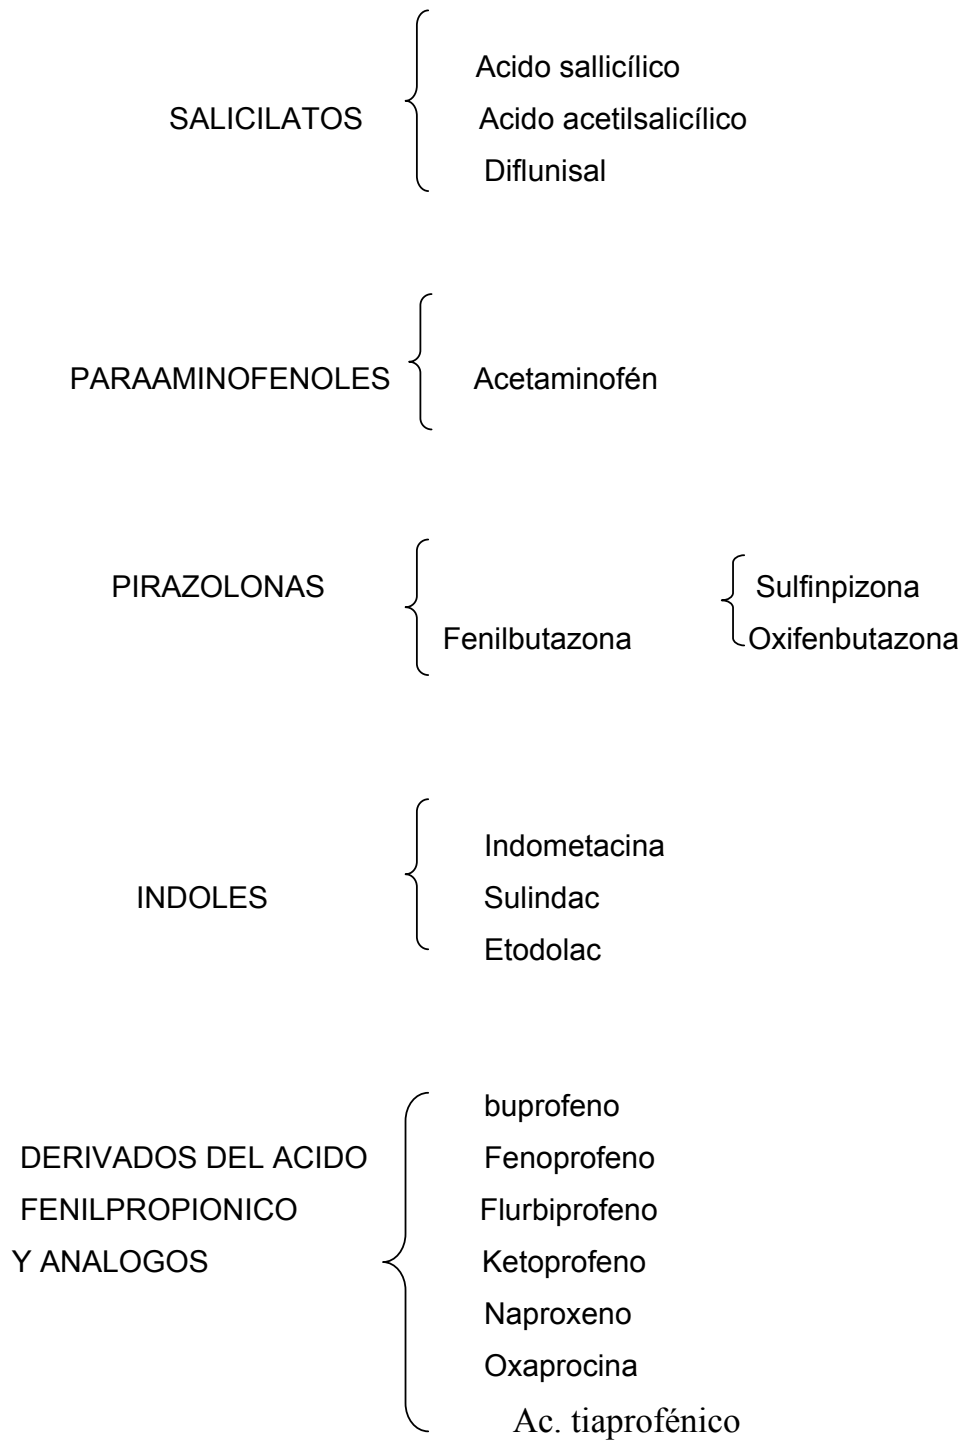 Acido sallicílico
SALICILATOS Acido acetilsalicílico
Diflunisal
PARAAMINOFENOLES Acetaminofén
PIRAZOLONAS Sulfinpizona
Fenilbutazona Oxifenbutazona
Indometacina
INDOLES Sulindac
Etodolac
buprofeno
DERIVADOS DEL ACIDO Fenoprofeno
FENILPROPIONICO Flurbiprofeno
Y ANALOGOS Ketoprofeno
Naproxeno
Oxaprocina
Ac. tiaprofénico